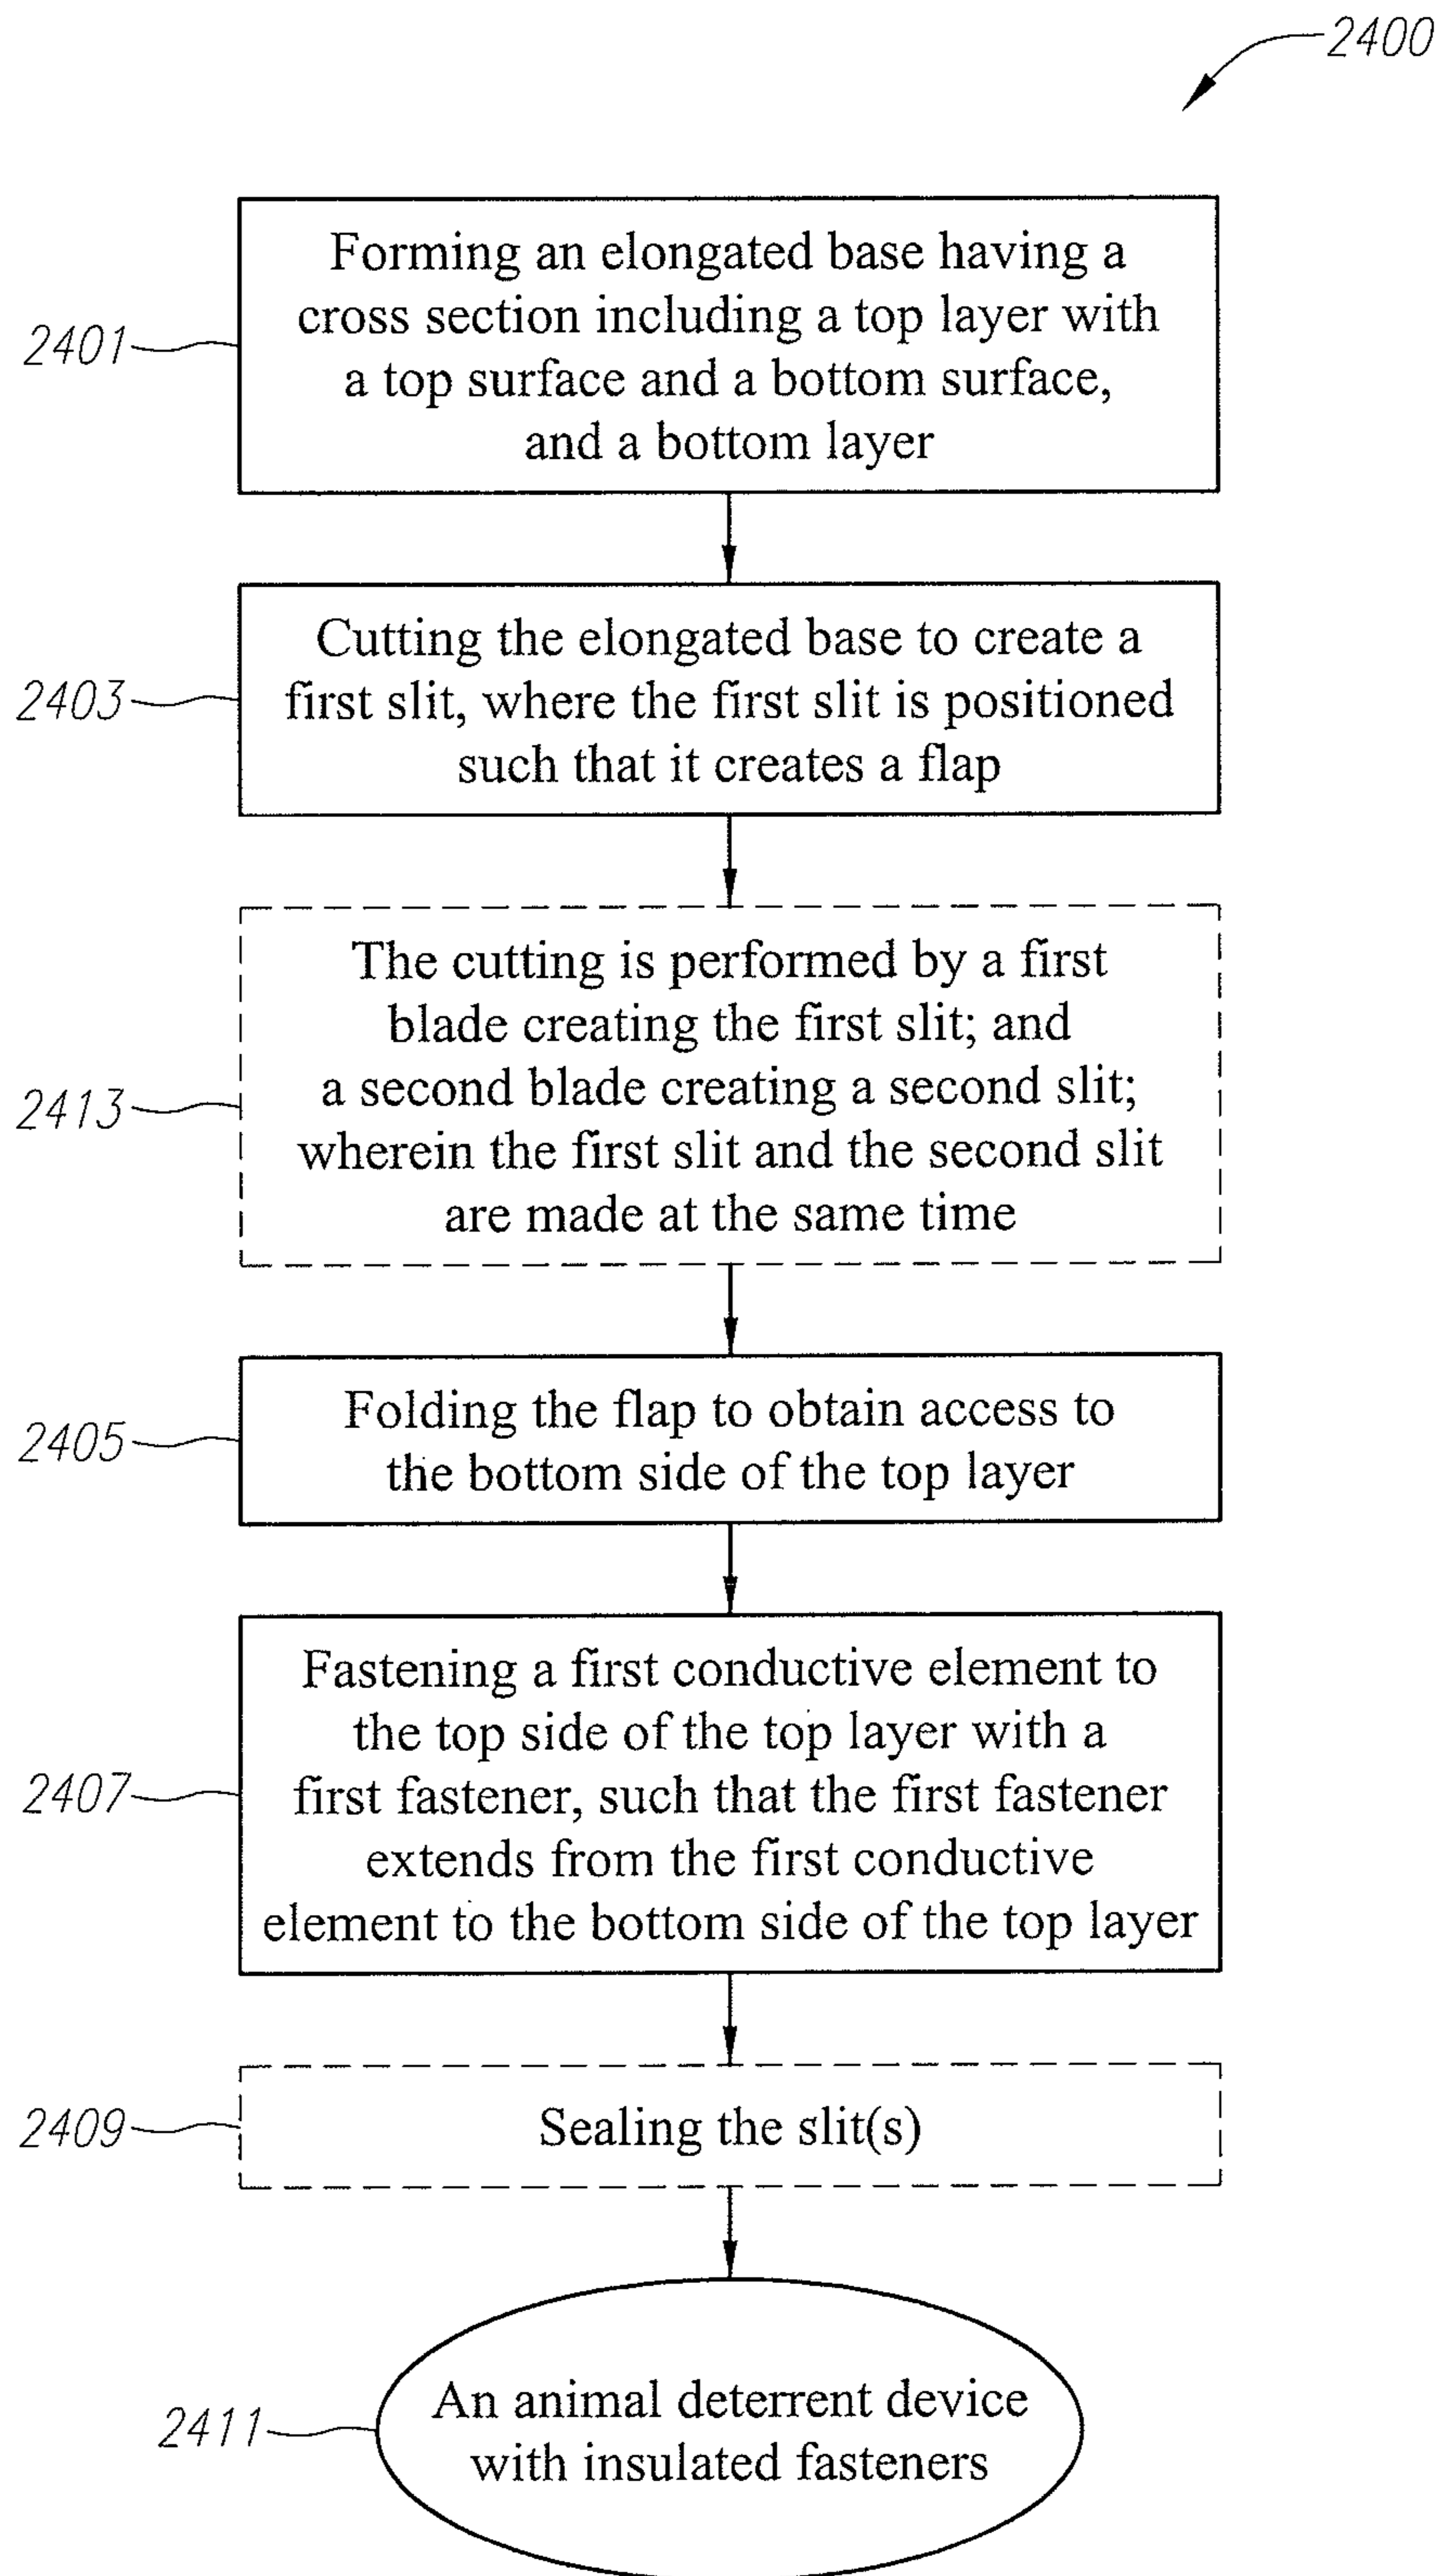 2400
Forming an elongated base having a
cross section including a top layer with
a top surface and a bottom surface,
and a bottom layer
2401
Cutting the elongated base to create a
first slit, where the first slit is positioned
such that it creates a flap
2403
The cutting is performed by a first
blade creating the first slit; and
a second blade creating a second slit;
wherein the first slit and the second slit
are made at the same time
2413
Folding the flap to obtain access to
the bottom side of the top layer
2405
Fastening a first conductive element to
the top side of the top layer with a
first fastener, such that the first fastener
extends from the first conductive
element to the bottom side of the top layer
2407
Sealing the slit(s)
2409
An animal deterrent device
with insulated fasteners
2411